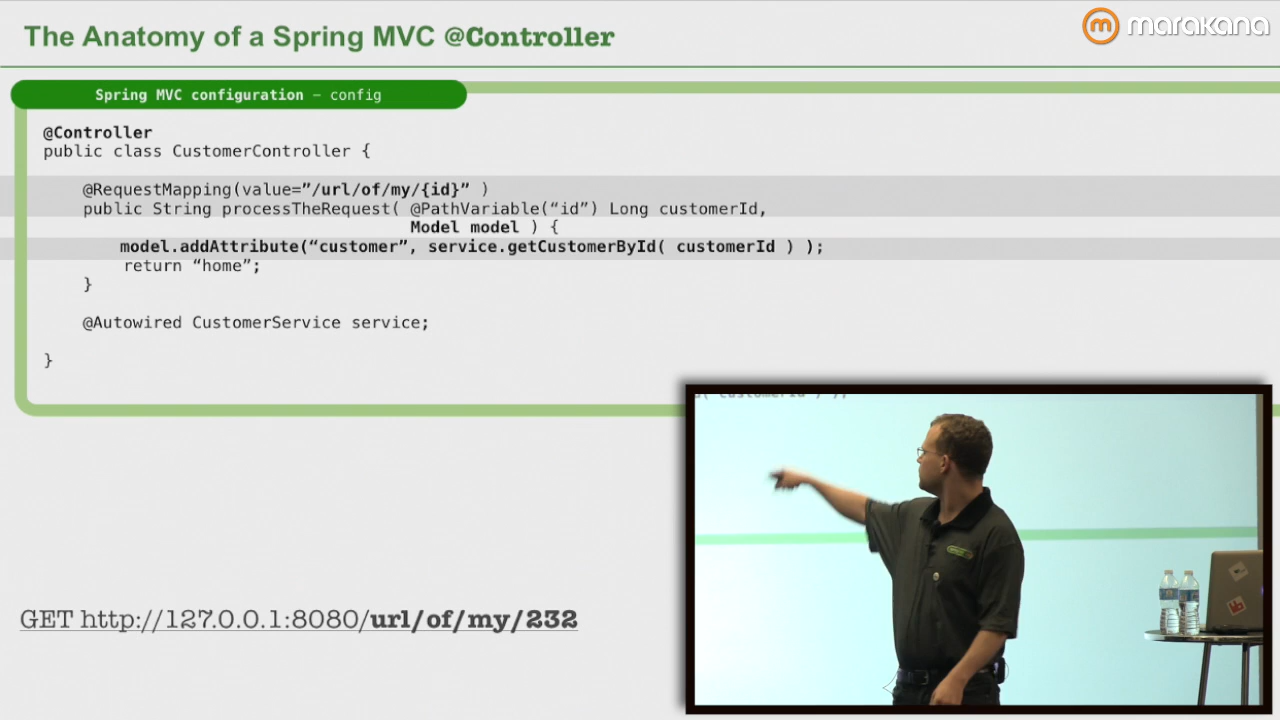 The Anatomy of a Spring MVC @Controller
marakana
Spring MVC configuration – config
@Controller
public class CustomerController {
@RequestMapping(value=”/url/of/my/{id}” )
public String processTheRequest( @PathVariable(“id”) Long customerId,
Model model ) {
model.addAttribute(“customer”, service.getCustomerById( customerId ) );
return “home”;
}
@Autowired CustomerService service;
}
GET http://127.0.0.1:8080/url/of/my/232